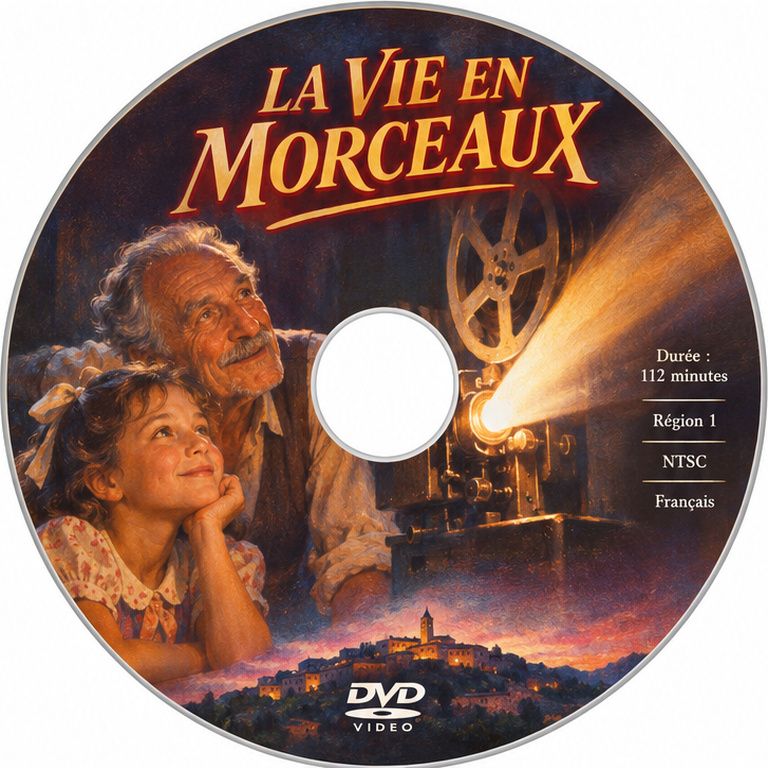 LA VIE EN
MORCEAUX
Durée :
112 minutes
Région 1
NTSC
Français
DVD
VIDEO